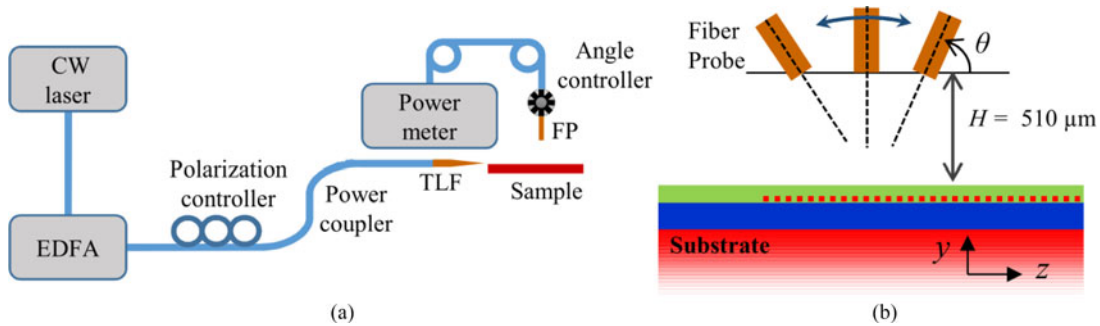 CW
laser
EDFA
Polarization
controller
Power
coupler
TLF
Power
meter
Angle
controller
FP
Sample
(a)
Fiber
Probe
θ
H = 510 µm
Substrate
y
z
(b)